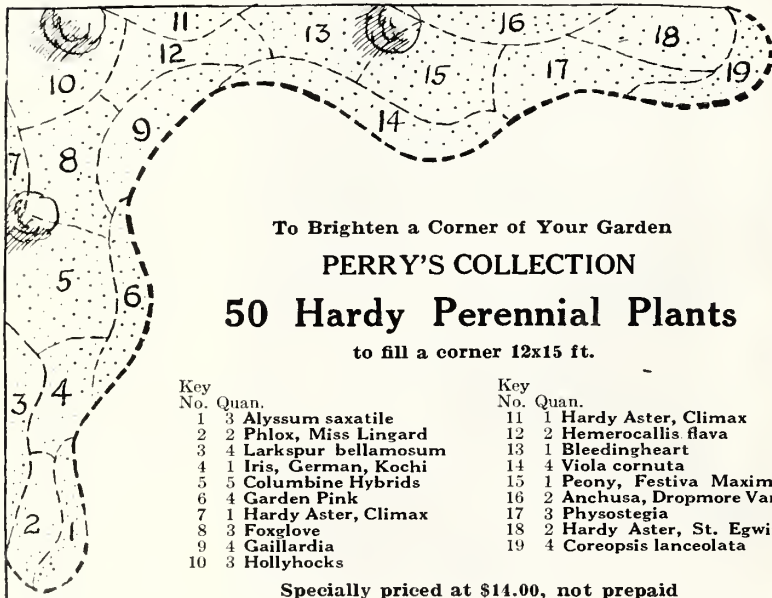 11
16
13
18
12
10
15
17
19
14
9
7
8
5
6
3
4
2
1
To Brighten a Corner of Your Garden
PERRY'S COLLECTION
50 Hardy Perennial Plants
to fill a corner 12x15 ft.
Key
No. Quan.
1 3 Alyssum saxatile
2 2 Phlox, Miss Lingard
3 4 Larkspur bellamosum
4 1 Iris, German, Kochi
5 5 Columbine Hybrids
6 4 Garden Pink
7 1 Hardy Aster, Climax
8 3 Foxglove
9 4 Gaillardia
10 3 Hollyhocks
Key
No. Quan.
11 1 Hardy Aster, Climax
12 2 Hemerocallis flava
13 1 Bleedingheart
14 4 Viola cornuta
15 1 Peony, Festiva Maxim
16 2 Anchusa, Dropmore Var
17 3 Physostegia
18 2 Hardy Aster, St. Egwi
19 4 Coreopsis lanceolata
Specially priced at $14.00, not prepaid